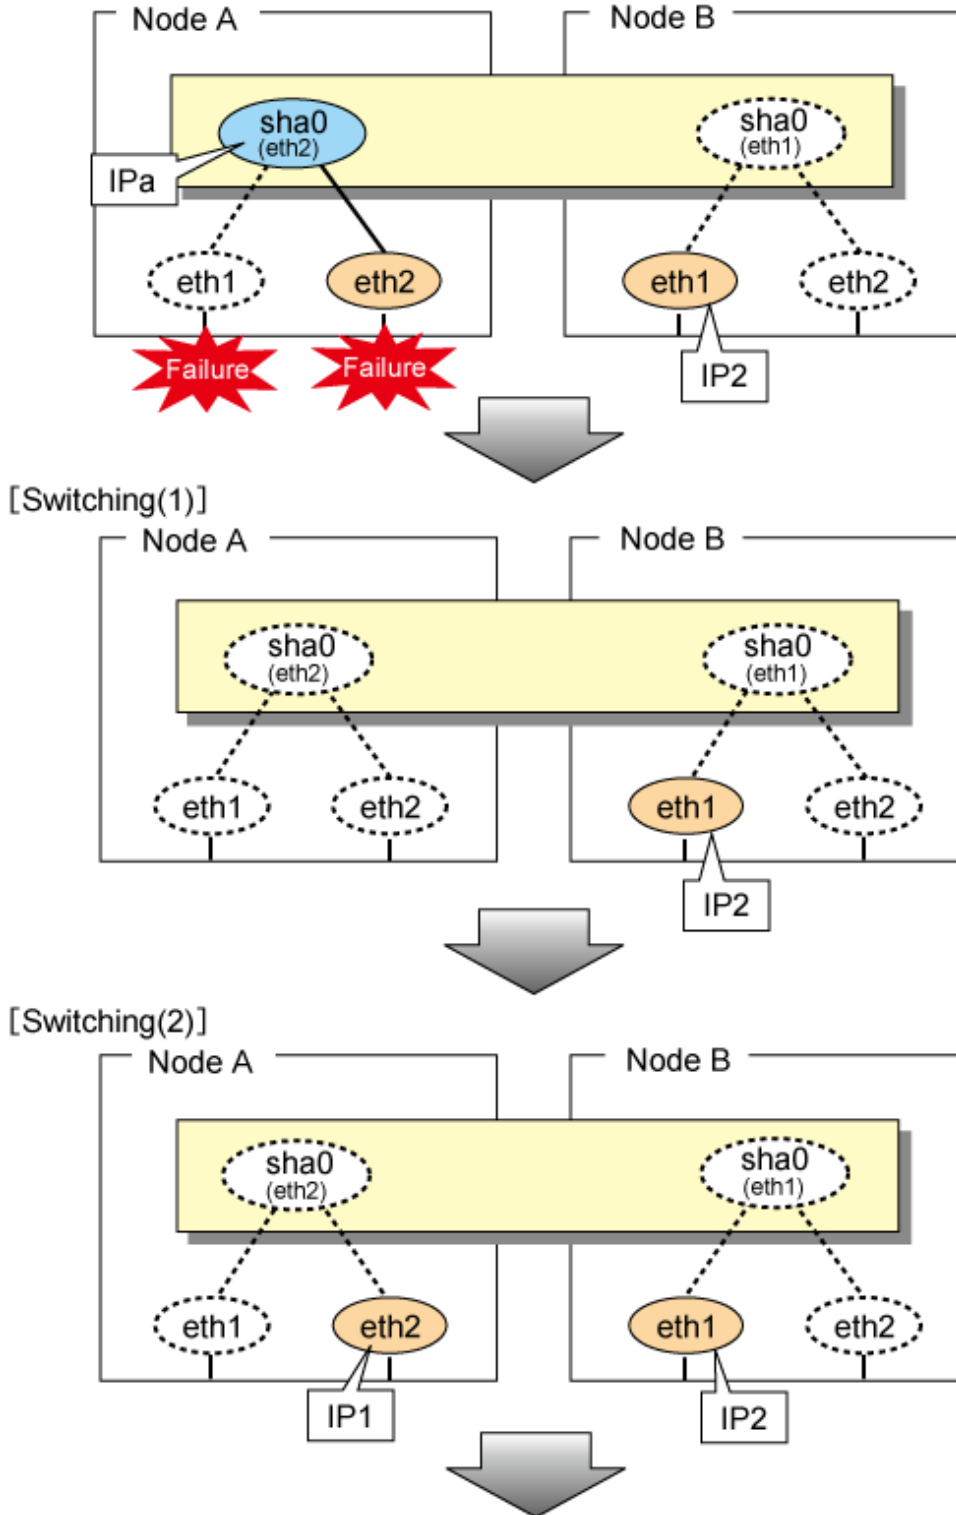 Node A
Node B
sha0
(eth2)
sha0
(eth1)
IPa
eth1
eth2
eth1
eth2
Failure
Failure
IP2
[Switching(1)]
Node A
Node B
sha0
(eth2)
sha0
(eth1)
eth1
eth2
eth1
eth2
IP2
[Switching(2)]
Node A
Node B
sha0
(eth2)
sha0
(eth1)
eth1
eth2
eth1
eth2
IP1
IP2